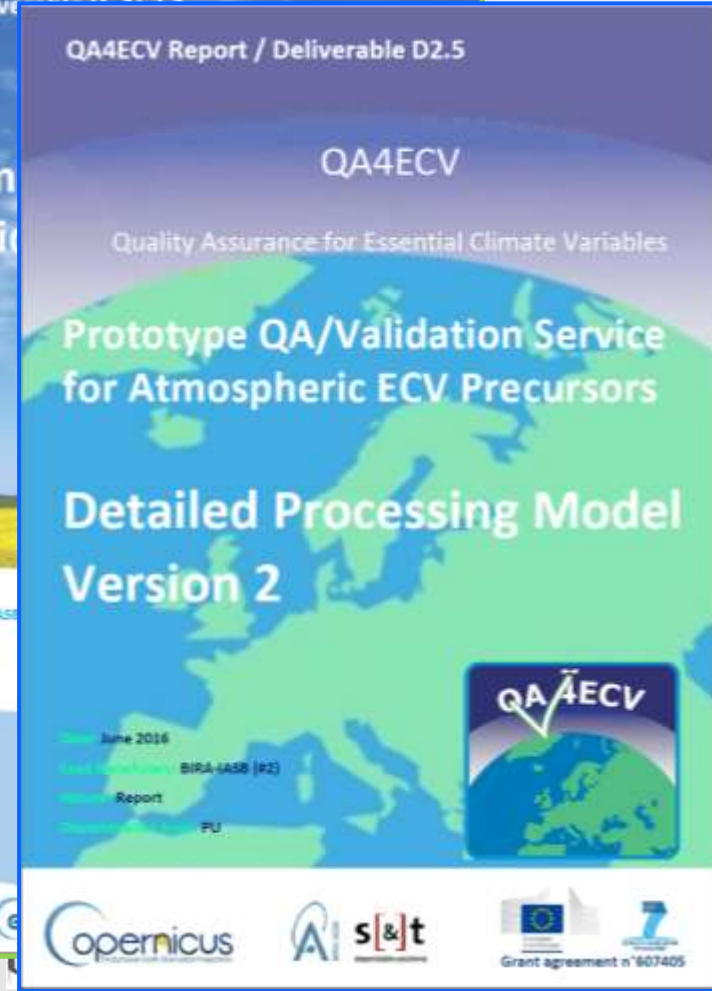 QA4ECV Report / Deliverable D2.5
QA4ECV
Quality Assurance for Essential Climate Variables
Prototype QA/Validation Service
for Atmospheric ECV Precursors
Detailed Processing Model
Version 2
QA4ECV
June 2016
BIRA-IASB (#2)
Report
PU
opernicus
s[&]t
Grant agreement n°607405